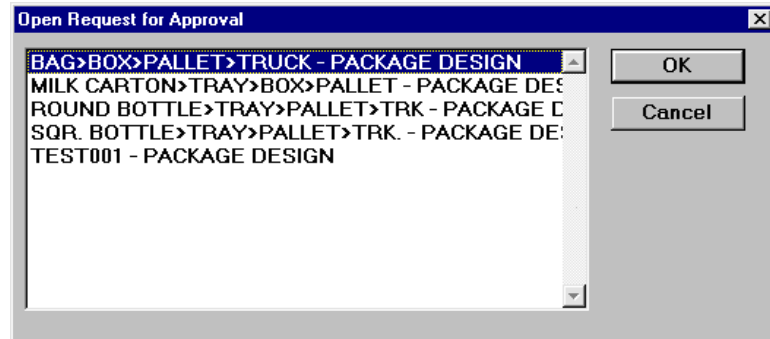 Open Request for Approval
BAG>BOX>PALLET>TRUCK - PACKAGE DESIGN
MILK CARTON>TRAY>BOX>PALLET - PACKAGE DES
ROUND BOTTLE>TRAY>PALLET>TRK - PACKAGE D
SQR. BOTTLE>TRAY>PALLET>TRK. - PACKAGE DE
TEST001 - PACKAGE DESIGN
OK
Cancel